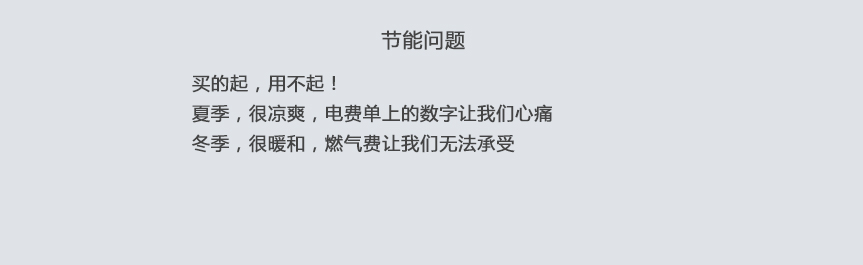 节能问题
买的起，用不起！
夏季，很凉爽，电费单上的数字让我们心痛
冬季，很暖和，燃气费让我们无法承受